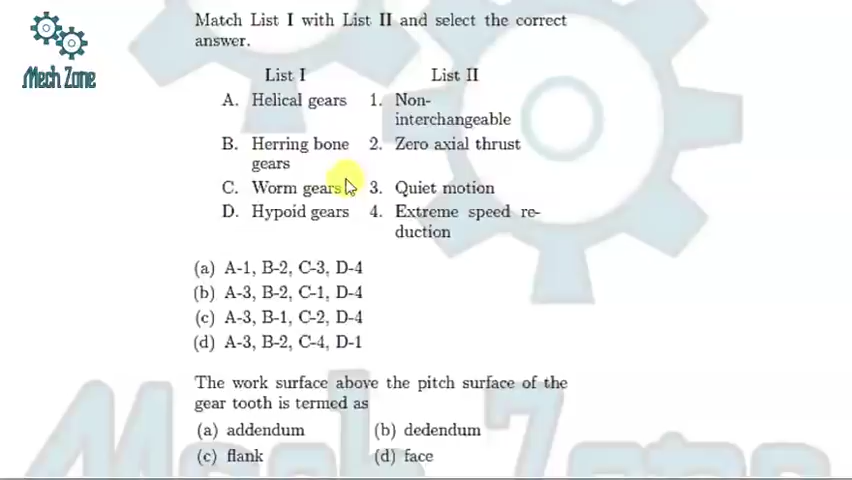 Match List I with List II and select the correct
answer.
Mech Zone
List I List II
A. Helical gears 1. Non-
interchangeable
B. Herring bone 2. Zero axial thrust
gears
C. Worm gears 3. Quiet motion
D. Hypoid gears 4. Extreme speed re-
duction
(a) A-1, B-2, C-3, D-4
(b) A-3, B-2, C-1, D-4
(c) A-3, B-1, C-2, D-4
(d) A-3, B-2, C-4, D-1
The work surface above the pitch surface of the
gear tooth is termed as
(a) addendum (b) dedendum
(c) flank (d) face
Mech Zone